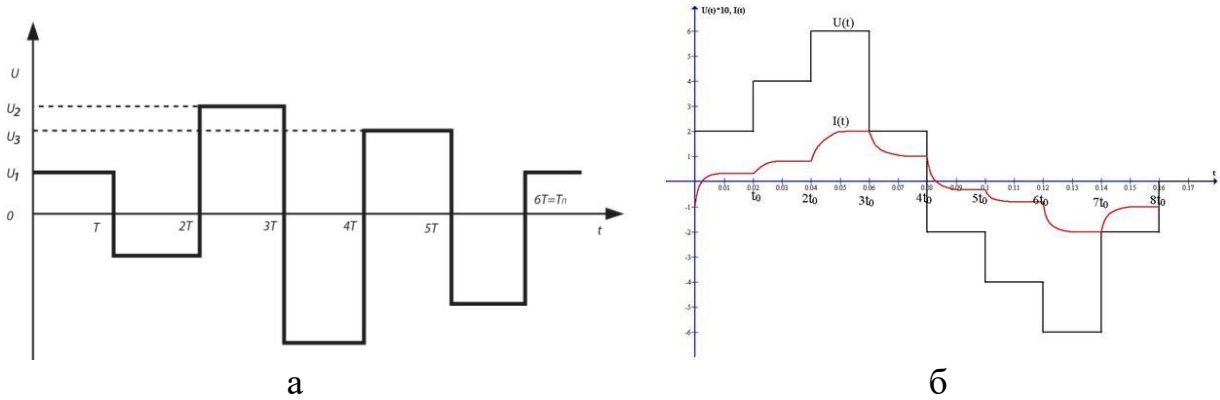 U
U₂
U₃
U₁
0
T
2T
3T
4T
5T
6T=Tп
t
а
U(t)*10, I(t)
U(t)
I(t)
6
5
4
3
2
1
-1
-2
-3
-4
-5
-6
0.01 0.02 0.03 0.04 0.05 0.06 0.07 0.08 0.09 0.1 0.11 0.12 0.13 0.14 0.15 0.16 0.17
t
t₀ 2t₀ 3t₀ 4t₀ 5t₀ 6t₀ 7t₀ 8t₀
б